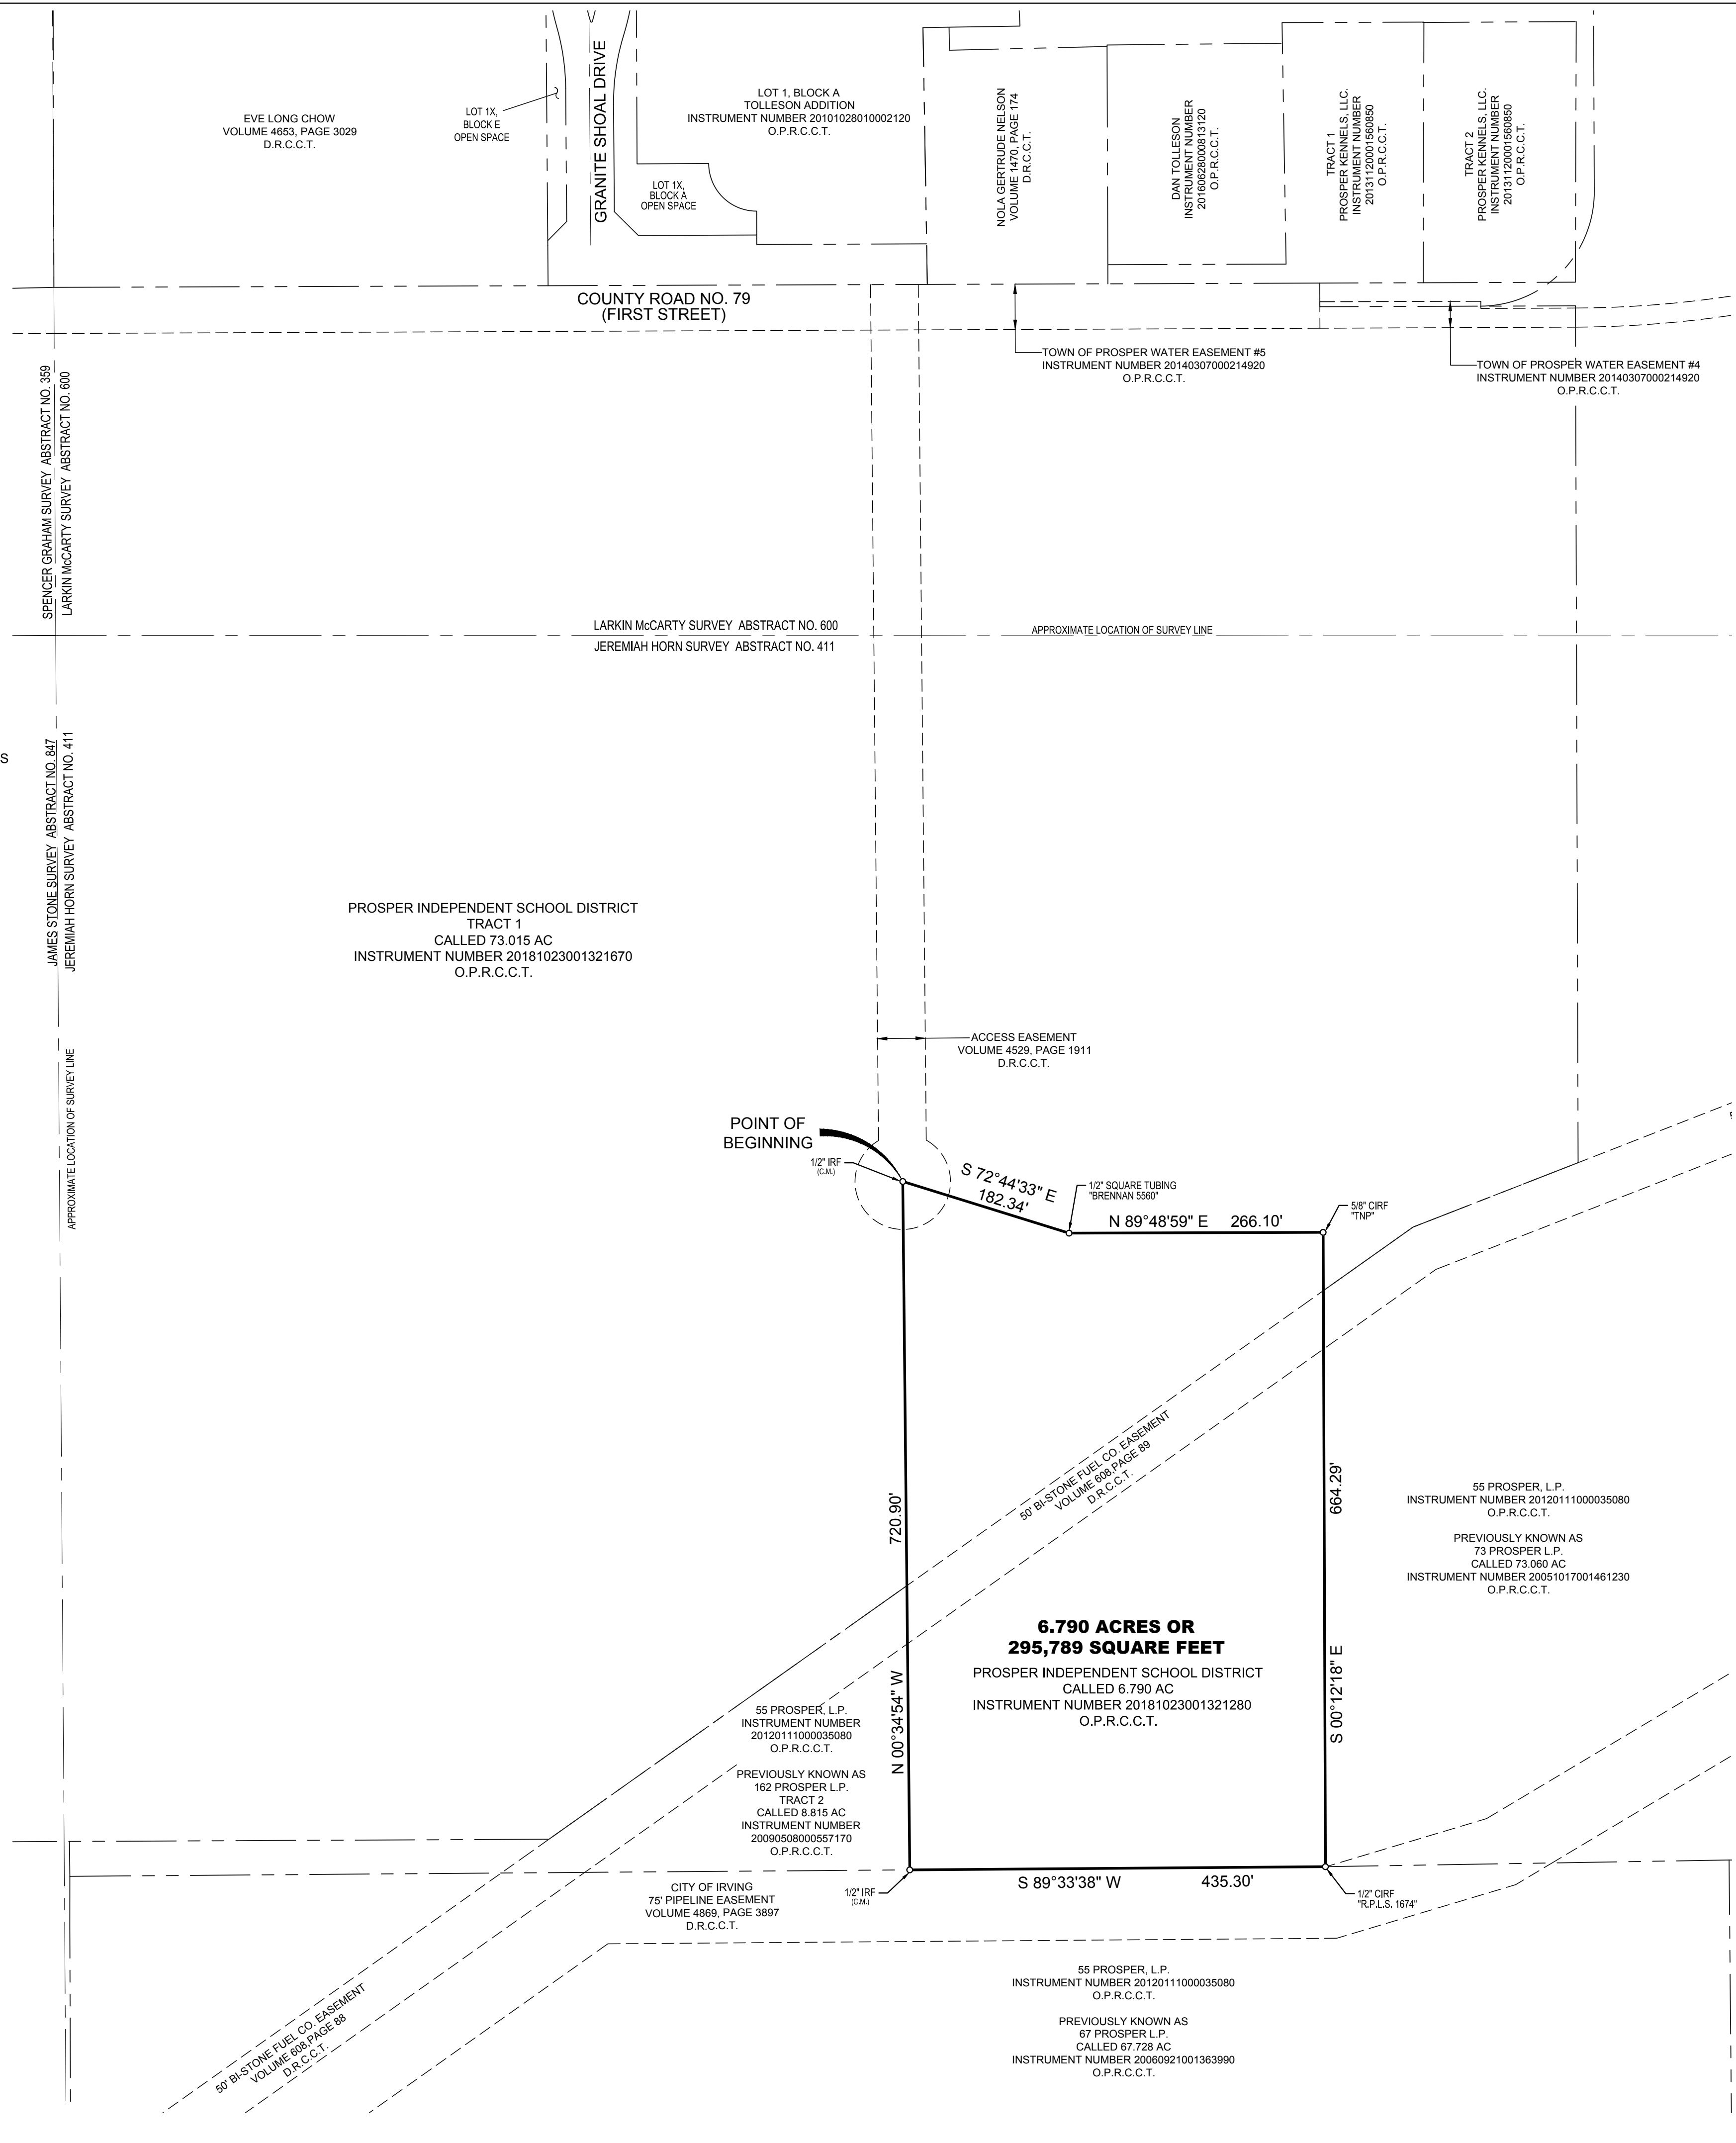 EVE LONG CHOW
VOLUME 4653, PAGE 3029
D.R.C.C.T.
LOT 1X,
BLOCK E
OPEN SPACE
GRANITE SHOAL DRIVE
LOT 1, BLOCK A
TOLLESON ADDITION
INSTRUMENT NUMBER 20101028010002120
O.P.R.C.C.T.
LOT 1X,
BLOCK A
OPEN SPACE
NOLA GERTRUDE NELSON
VOLUME 1470, PAGE 174
D.R.C.C.T.
DAN TOLLESON
INSTRUMENT NUMBER
20160628000813120
O.P.R.C.C.T.
TRACT 1
PROSPER KENNELS, LLC.
INSTRUMENT NUMBER
20131120001560850
O.P.R.C.C.T.
TRACT 2
PROSPER KENNELS, LLC.
INSTRUMENT NUMBER
20131120001560850
O.P.R.C.C.T.
COUNTY ROAD NO. 79
(FIRST STREET)
TOWN OF PROSPER WATER EASEMENT #5
INSTRUMENT NUMBER 20140307000214920
O.P.R.C.C.T.
TOWN OF PROSPER WATER EASEMENT #4
INSTRUMENT NUMBER 20140307000214920
O.P.R.C.C.T.
SPENCER GRAHAM SURVEY ABSTRACT NO. 359
LARKIN McCARTY SURVEY ABSTRACT NO. 600
LARKIN McCARTY SURVEY ABSTRACT NO. 600
JEREMIAH HORN SURVEY ABSTRACT NO. 411
APPROXIMATE LOCATION OF SURVEY LINE
S
JAMES STONE SURVEY ABSTRACT NO. 847
JEREMIAH HORN SURVEY ABSTRACT NO. 411
APPROXIMATE LOCATION OF SURVEY LINE
PROSPER INDEPENDENT SCHOOL DISTRICT
TRACT 1
CALLED 73.015 AC
INSTRUMENT NUMBER 20181023001321670
O.P.R.C.C.T.
ACCESS EASEMENT
VOLUME 4529, PAGE 1911
D.R.C.C.T.
POINT OF
BEGINNING
1/2" IRF
(C.M.)
S 72°44'33" E
182.34'
1/2" SQUARE TUBING
"BRENNAN 5560"
N 89°48'59" E 266.10'
5/8" CIRF
"TNP"
50' BI-STONE FUEL CO. EASEMENT
VOLUME 608,PAGE 89
D.R.C.C.T.
720.90'
N 00°34'54" W
664.29'
S 00°12'18" E
55 PROSPER, L.P.
INSTRUMENT NUMBER 20120111000035080
O.P.R.C.C.T.
PREVIOUSLY KNOWN AS
73 PROSPER L.P.
CALLED 73.060 AC
INSTRUMENT NUMBER 20051017001461230
O.P.R.C.C.T.
6.790 ACRES OR
295,789 SQUARE FEET
PROSPER INDEPENDENT SCHOOL DISTRICT
CALLED 6.790 AC
INSTRUMENT NUMBER 20181023001321280
O.P.R.C.C.T.
55 PROSPER, L.P.
INSTRUMENT NUMBER
20120111000035080
O.P.R.C.C.T.
PREVIOUSLY KNOWN AS
162 PROSPER L.P.
TRACT 2
CALLED 8.815 AC
INSTRUMENT NUMBER
20090508000557170
O.P.R.C.C.T.
CITY OF IRVING
75' PIPELINE EASEMENT
VOLUME 4869, PAGE 3897
D.R.C.C.T.
1/2" IRF
(C.M.)
S 89°33'38" W 435.30'
1/2" CIRF
"R.P.L.S. 1674"
55 PROSPER, L.P.
INSTRUMENT NUMBER 20120111000035080
O.P.R.C.C.T.
PREVIOUSLY KNOWN AS
67 PROSPER L.P.
CALLED 67.728 AC
INSTRUMENT NUMBER 20060921001363990
O.P.R.C.C.T.
50' BI-STONE FUEL CO. EASEMENT
VOLUME 608,PAGE 88
D.R.C.C.T.